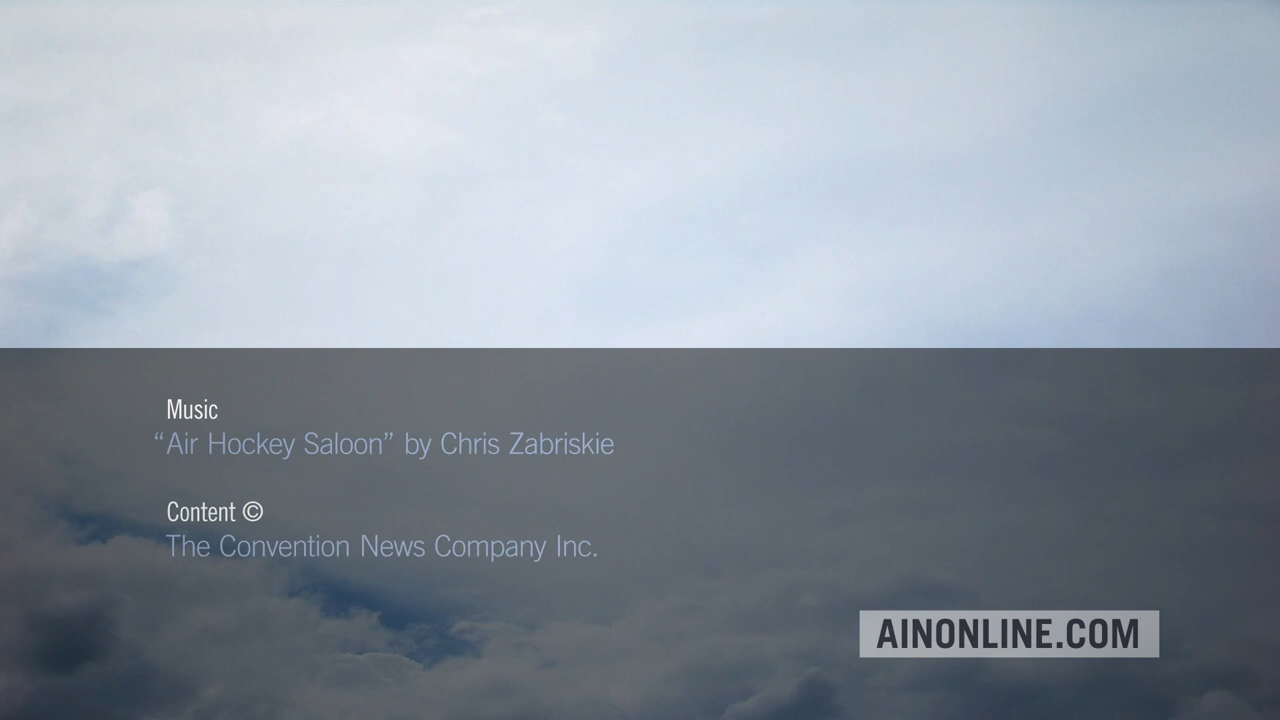 Music
“Air Hockey Saloon” by Chris Zabriskie
Content ©
The Convention News Company Inc.
AINONLINE.COM